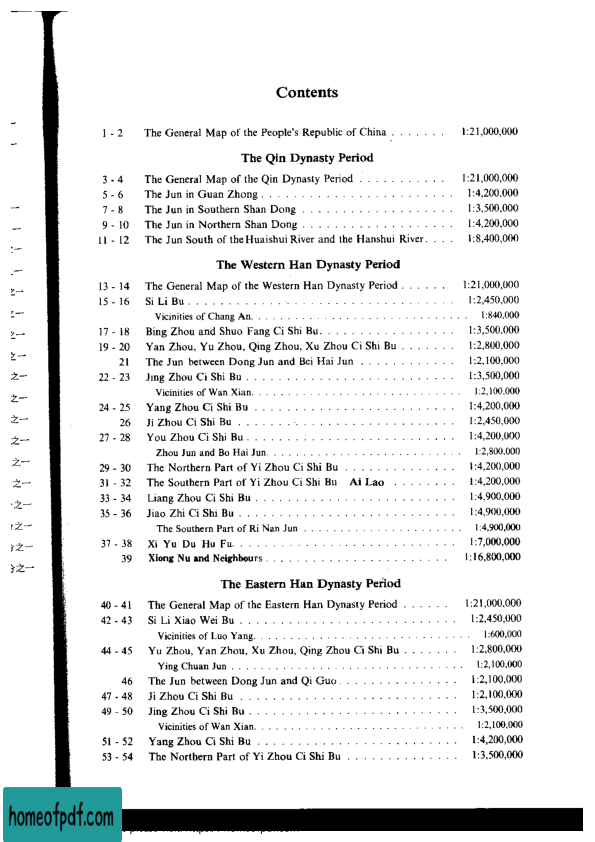 Contents
1 - 2 The General Map of the People's Republic of China . . . . . . . 1:21,000,000
The Qin Dynasty Period
3 - 4 The General Map of the Qin Dynasty Period . . . . . . . . . . . 1:21,000,000
5 - 6 The Jun in Guan Zhong . . . . . . . . . . . . . . . . . . . . . . . . 1:4,200,000
7 - 8 The Jun in Southern Shan Dong . . . . . . . . . . . . . . . . . . 1:3,500,000
9 - 10 The Jun in Northern Shan Dong . . . . . . . . . . . . . . . . . . 1:4,200,000
11 - 12 The Jun South of the Huaishui River and the Hanshui River . . . . 1:8,400,000
The Western Han Dynasty Period
13 - 14 The General Map of the Western Han Dynasty Period . . . . . . 1:21,000,000
15 - 16 Si Li Bu . . . . . . . . . . . . . . . . . . . . . . . . . . . . . . . . . 1:2,450,000
Vicinities of Chang An. . . . . . . . . . . . . . . . . . . . . . . . . . . 1:840,000
17 - 18 Bing Zhou and Shuo Fang Ci Shi Bu. . . . . . . . . . . . . . . . . 1:3,500,000
19 - 20 Yan Zhou, Yu Zhou, Qing Zhou, Xu Zhou Ci Shi Bu . . . . . . . 1:2,800,000
21 The Jun between Dong Jun and Bei Hai Jun . . . . . . . . . . . . 1:2,100,000
22 - 23 Jing Zhou Ci Shi Bu . . . . . . . . . . . . . . . . . . . . . . . . . . 1:3,500,000
Vicinities of Wan Xian. . . . . . . . . . . . . . . . . . . . . . . . . . . 1:2,100,000
24 - 25 Yang Zhou Ci Shi Bu . . . . . . . . . . . . . . . . . . . . . . . . . 1:4,200,000
26 Ji Zhou Ci Shi Bu . . . . . . . . . . . . . . . . . . . . . . . . . . . 1:2,450,000
27 - 28 You Zhou Ci Shi Bu . . . . . . . . . . . . . . . . . . . . . . . . . . 1:4,200,000
Zhou Jun and Bo Hai Jun. . . . . . . . . . . . . . . . . . . . . . . . . 1:2,800,000
29 - 30 The Northern Part of Yi Zhou Ci Shi Bu . . . . . . . . . . . . . . 1:4,200,000
31 - 32 The Southern Part of Yi Zhou Ci Shi Bu Ai Lao . . . . . . . . 1:4,200,000
33 - 34 Liang Zhou Ci Shi Bu . . . . . . . . . . . . . . . . . . . . . . . . . 1:4,900,000
35 - 36 Jiao Zhi Ci Shi Bu . . . . . . . . . . . . . . . . . . . . . . . . . . . 1:4,900,000
The Southern Part of Ri Nan Jun . . . . . . . . . . . . . . . . . . . . 1:4,900,000
37 - 38 Xi Yu Du Hu Fu. . . . . . . . . . . . . . . . . . . . . . . . . . . . 1:7,000,000
39 Xiong Nu and Neighbours . . . . . . . . . . . . . . . . . . . . . . . 1:16,800,000
The Eastern Han Dynasty Period
40 - 41 The General Map of the Eastern Han Dynasty Period . . . . . . 1:21,000,000
42 - 43 Si Li Xiao Wei Bu . . . . . . . . . . . . . . . . . . . . . . . . . . . 1:2,450,000
Vicinities of Luo Yang. . . . . . . . . . . . . . . . . . . . . . . . . . . 1:600,000
44 - 45 Yu Zhou, Yan Zhou, Xu Zhou, Qing Zhou Ci Shi Bu . . . . . . . 1:2,800,000
Ying Chuan Jun . . . . . . . . . . . . . . . . . . . . . . . . . . . . . . 1:2,100,000
46 The Jun between Dong Jun and Qi Guo . . . . . . . . . . . . . . . 1:2,100,000
47 - 48 Ji Zhou Ci Shi Bu . . . . . . . . . . . . . . . . . . . . . . . . . . . 1:2,100,000
49 - 50 Jing Zhou Ci Shi Bu . . . . . . . . . . . . . . . . . . . . . . . . . . 1:3,500,000
Vicinities of Wan Xian. . . . . . . . . . . . . . . . . . . . . . . . . . . 1:2,100,000
51 - 52 Yang Zhou Ci Shi Bu . . . . . . . . . . . . . . . . . . . . . . . . . 1:4,200,000
53 - 54 The Northern Part of Yi Zhou Ci Shi Bu . . . . . . . . . . . . . . 1:3,500,000
之一
之一
之一
之一
之一
之一
之一
之一
之一
homeofpdf.com